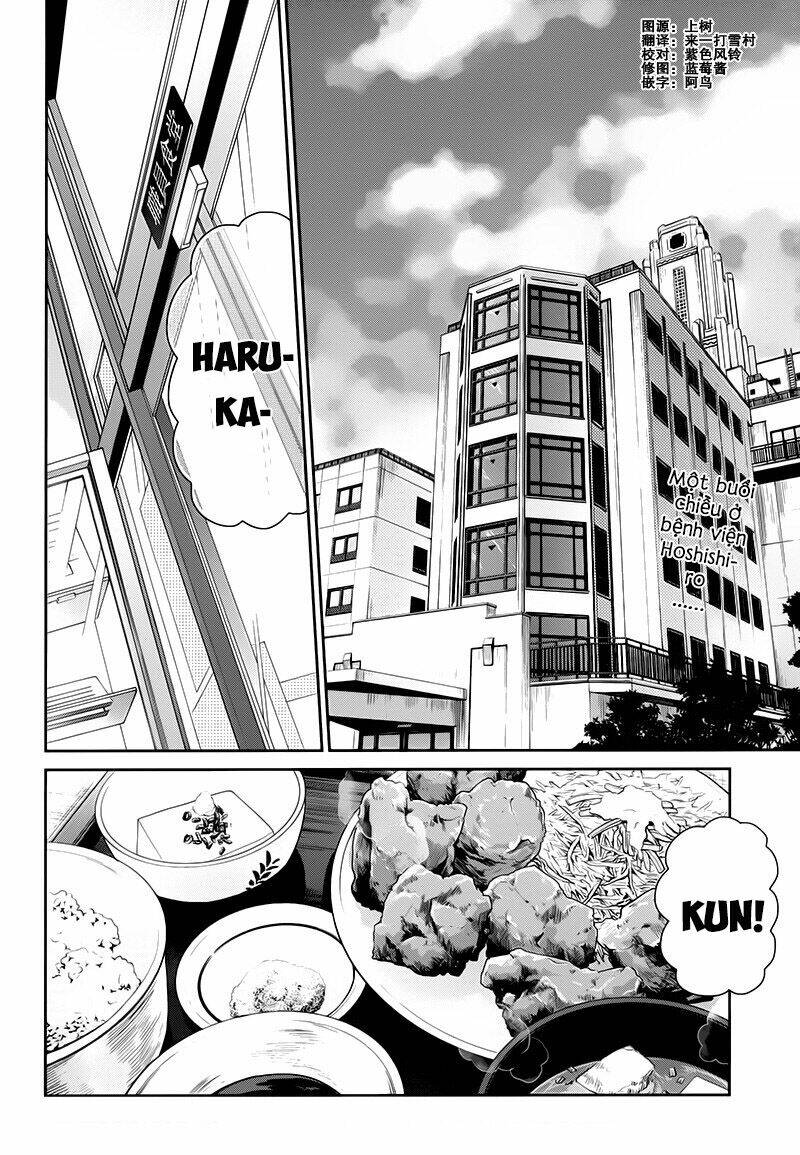 图源：上树
翻译：来一打雪村
校对：紫色风铃
修图：蓝莓酱
嵌字：阿鸟
職員食堂
HARU-
KA-
Một buổi
chiều ở
bệnh viện
Hoshishi-
ro
......
KUN!